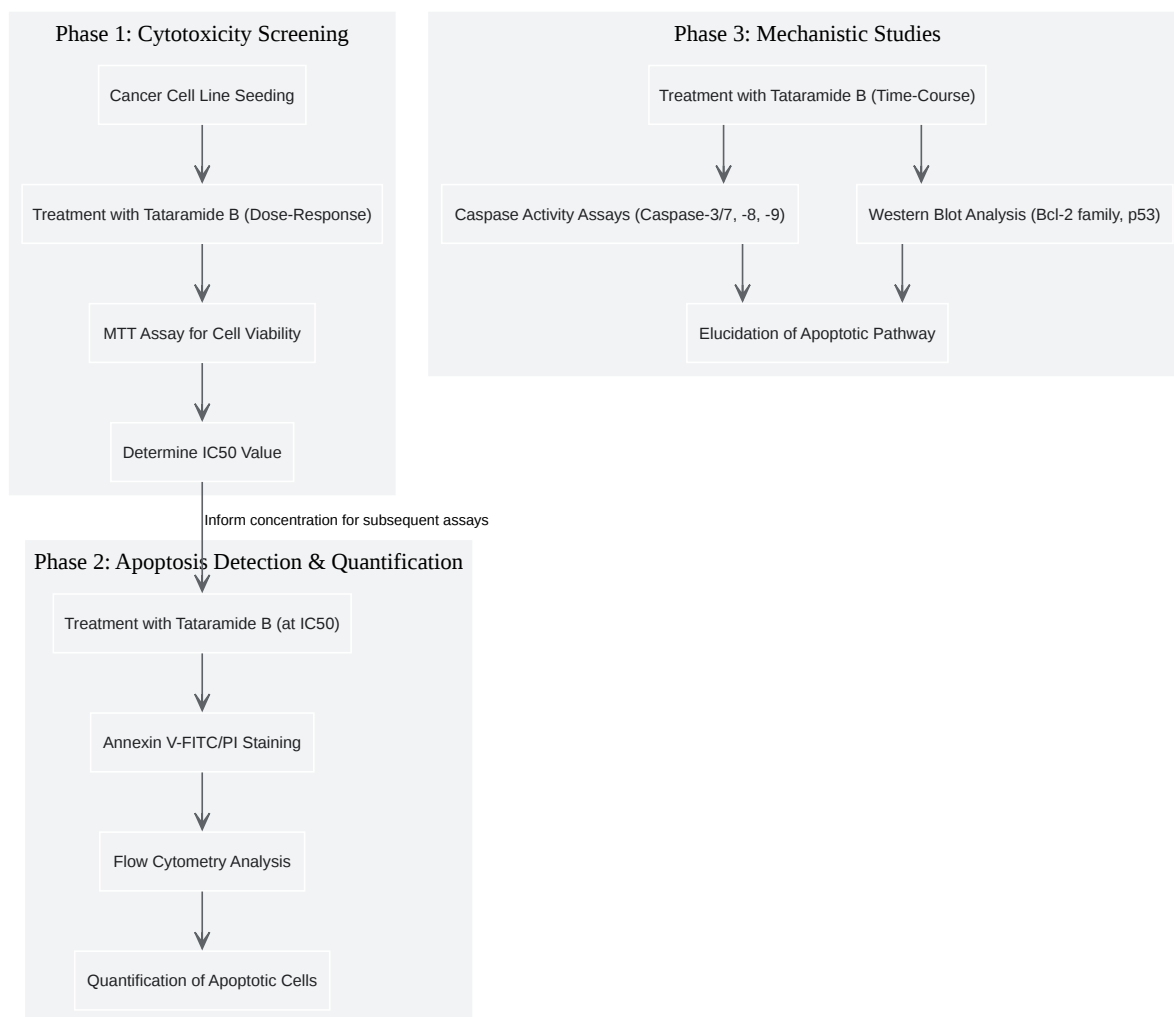 Phase 1: Cytotoxicity Screening
Cancer Cell Line Seeding
Treatment with Tataramide B (Dose-Response)
MTT Assay for Cell Viability
Determine IC50 Value
Inform concentration for subsequent assays
Phase 2: Apoptosis Detection & Quantification
Treatment with Tataramide B (at IC50)
Annexin V-FITC/PI Staining
Flow Cytometry Analysis
Quantification of Apoptotic Cells
Phase 3: Mechanistic Studies
Treatment with Tataramide B (Time-Course)
Caspase Activity Assays (Caspase-3/7, -8, -9)
Western Blot Analysis (Bcl-2 family, p53)
Elucidation of Apoptotic Pathway